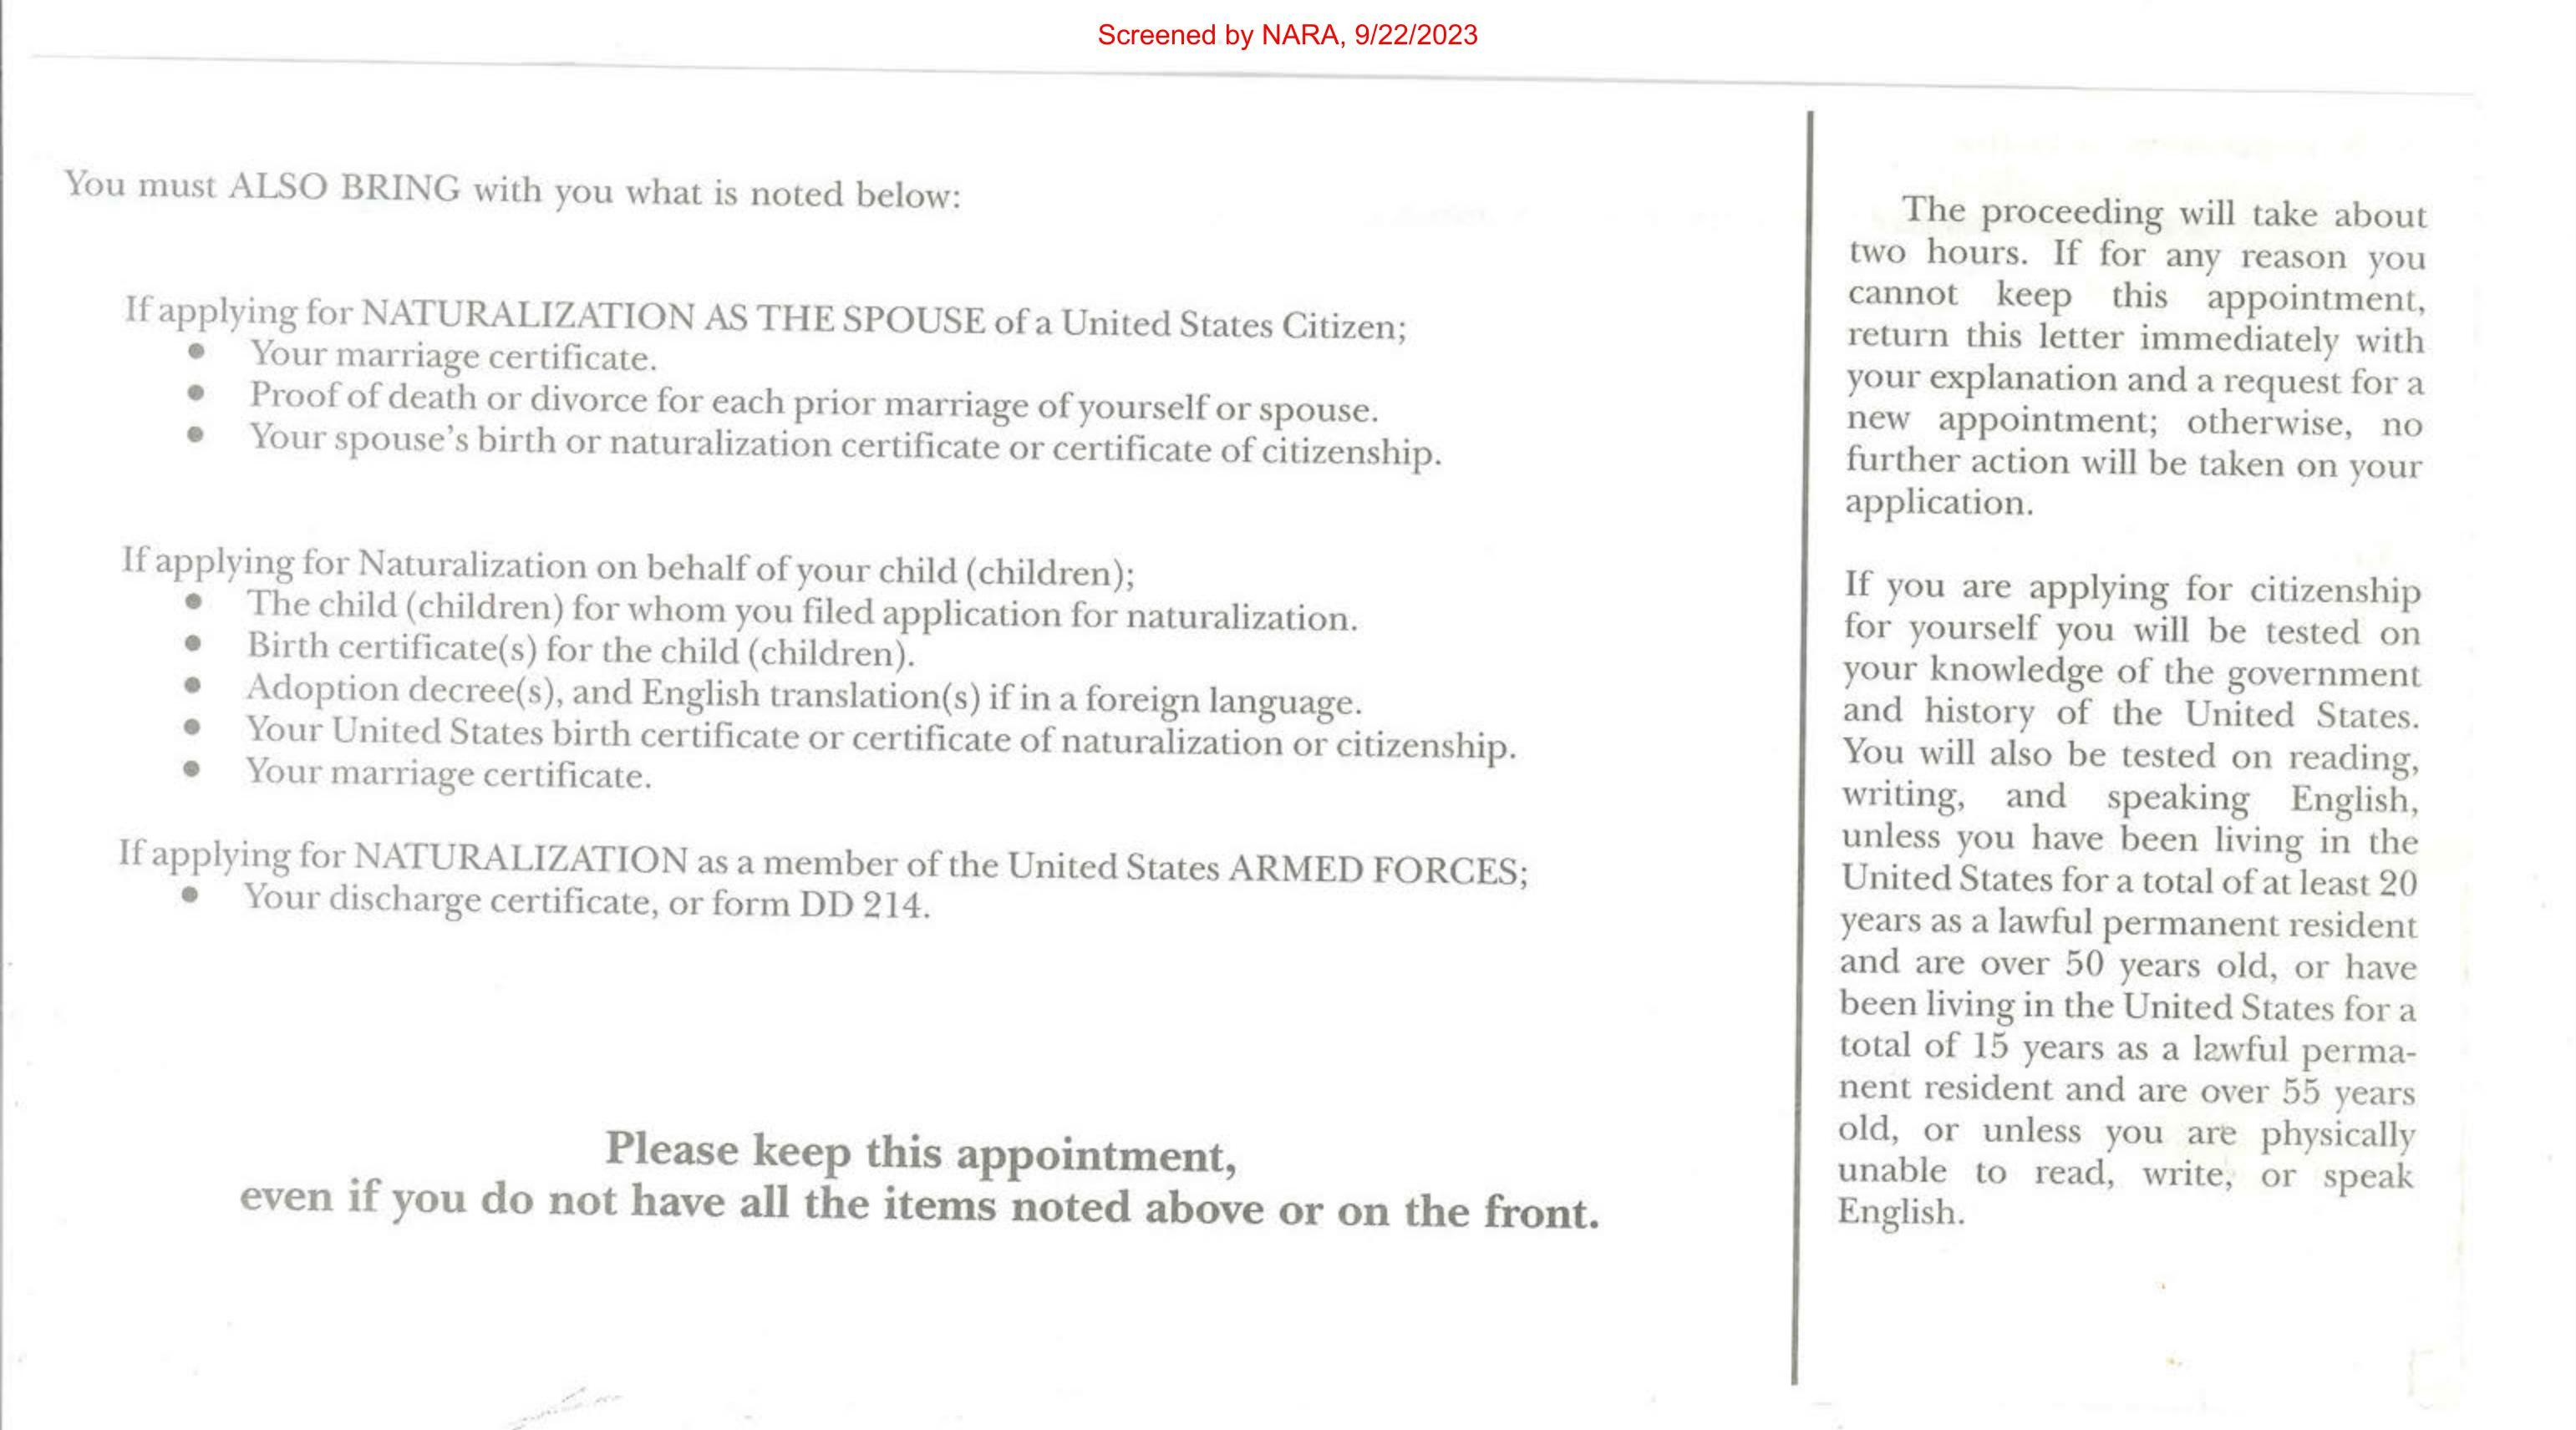 Screened by NARA, 9/22/2023
You must ALSO BRING with you what is noted below:
If applying for NATURALIZATION AS THE SPOUSE of a United States Citizen;
● Your marriage certificate.
● Proof of death or divorce for each prior marriage of yourself or spouse.
● Your spouse's birth or naturalization certificate or certificate of citizenship.
If applying for Naturalization on behalf of your child (children);
● The child (children) for whom you filed application for naturalization.
● Birth certificate(s) for the child (children).
● Adoption decree(s), and English translation(s) if in a foreign language.
● Your United States birth certificate or certificate of naturalization or citizenship.
● Your marriage certificate.
If applying for NATURALIZATION as a member of the United States ARMED FORCES;
● Your discharge certificate, or form DD 214.
Please keep this appointment,
even if you do not have all the items noted above or on the front.
The proceeding will take about
two hours. If for any reason you
cannot keep this appointment,
return this letter immediately with
your explanation and a request for a
new appointment; otherwise, no
further action will be taken on your
application.
If you are applying for citizenship
for yourself you will be tested on
your knowledge of the government
and history of the United States.
You will also be tested on reading,
writing, and speaking English,
unless you have been living in the
United States for a total of at least 20
years as a lawful permanent resident
and are over 50 years old, or have
been living in the United States for a
total of 15 years as a lawful perma-
nent resident and are over 55 years
old, or unless you are physically
unable to read, write, or speak
English.